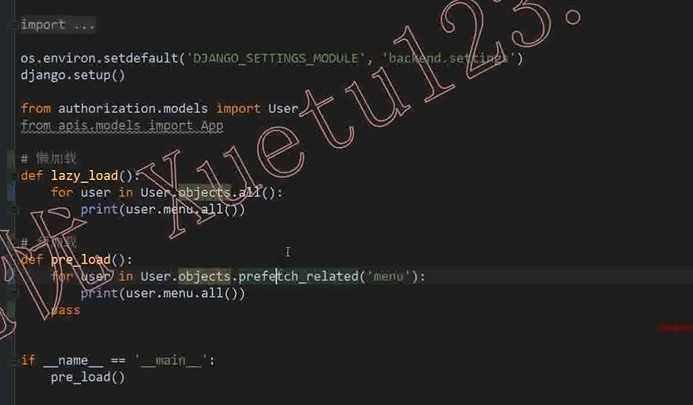 import ...
os.environ.setdefault('DJANGO_SETTINGS_MODULE', 'backend.settings')
django.setup()
from authorization.models import User
from apis.models import App
# 懒加载
def lazy_load():
for user in User.objects.all():
print(user.menu.all())
# 预加载
def pre_load():
for user in User.objects.prefetch_related('menu'):
print(user.menu.all())
pass
if __name__ == '__main__':
pre_load()
Xuetu123.